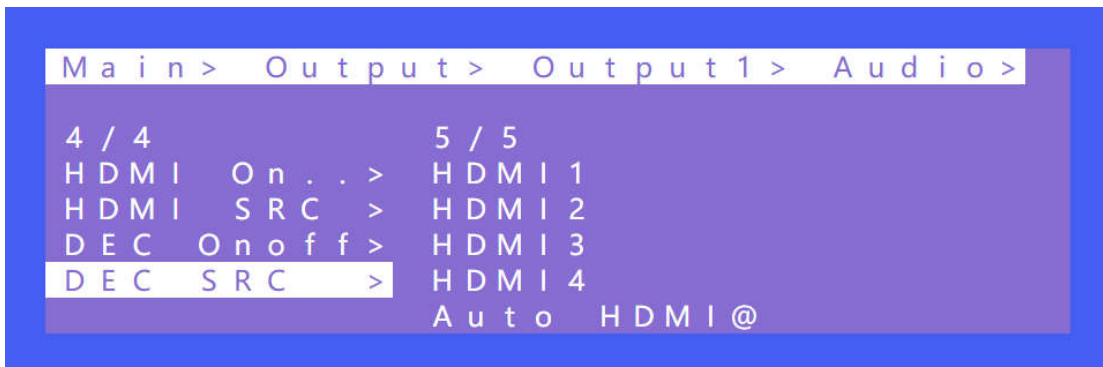 Main> Output> Output1> Audio>
4/4 5/5
HDMI On..> HDMI1
HDMI SRC > HDMI2
DEC Onoff> HDMI3
DEC SRC > HDMI4
Auto HDMI@